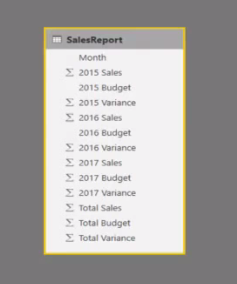 SalesReport
Month
2015 Sales
2015 Budget
2015 Variance
2016 Sales
2016 Budget
2016 Variance
2017 Sales
2017 Budget
2017 Variance
Total Sales
Total Budget
Total Variance